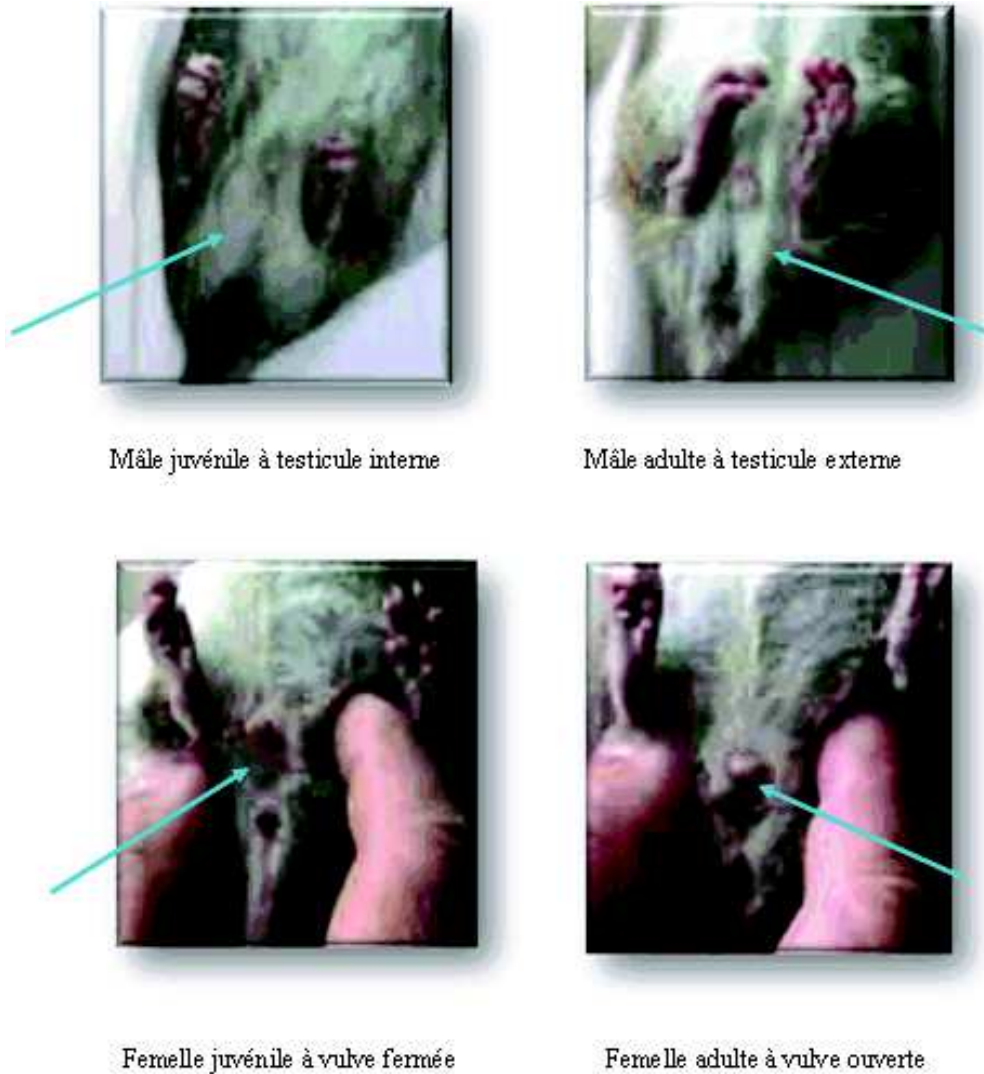 Mâle juvénile à testicule interne
Mâle adulte à testicule externe
Femelle juvénile à vulve fermée
Femelle adulte à vulve ouverte